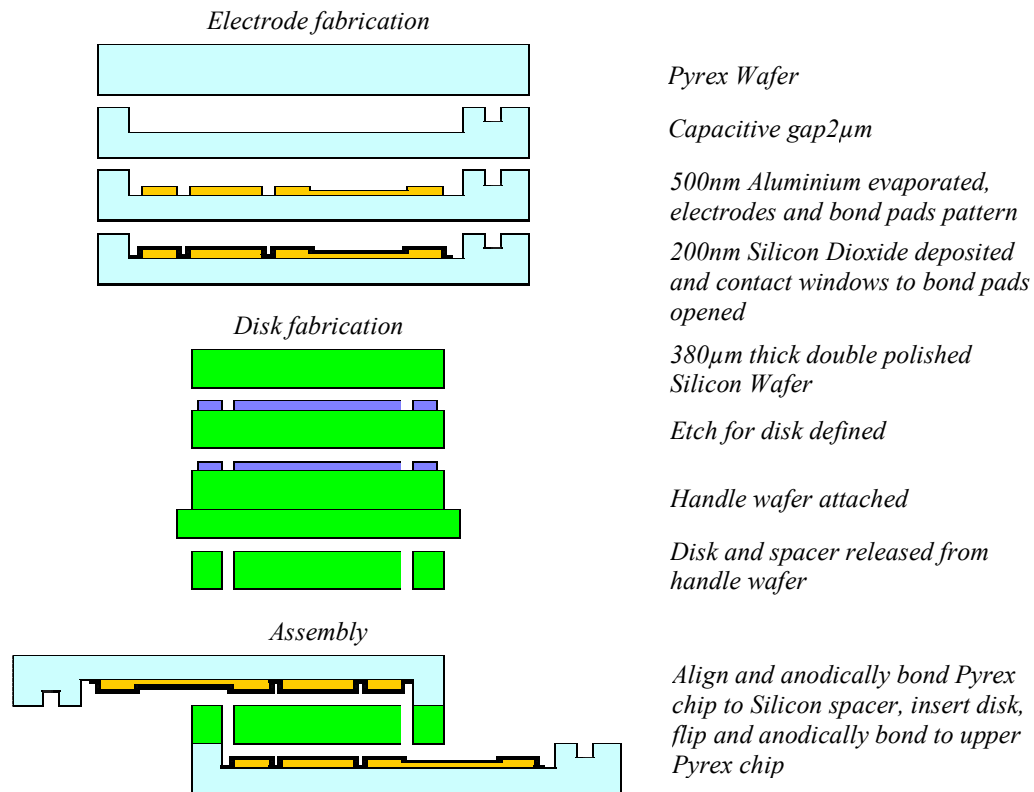 Electrode fabrication
Pyrex Wafer
Capacitive gap2µm
500nm Aluminium evaporated,
electrodes and bond pads pattern
200nm Silicon Dioxide deposited
and contact windows to bond pads
opened
Disk fabrication
380µm thick double polished
Silicon Wafer
Etch for disk defined
Handle wafer attached
Disk and spacer released from
handle wafer
Assembly
Align and anodically bond Pyrex
chip to Silicon spacer, insert disk,
flip and anodically bond to upper
Pyrex chip